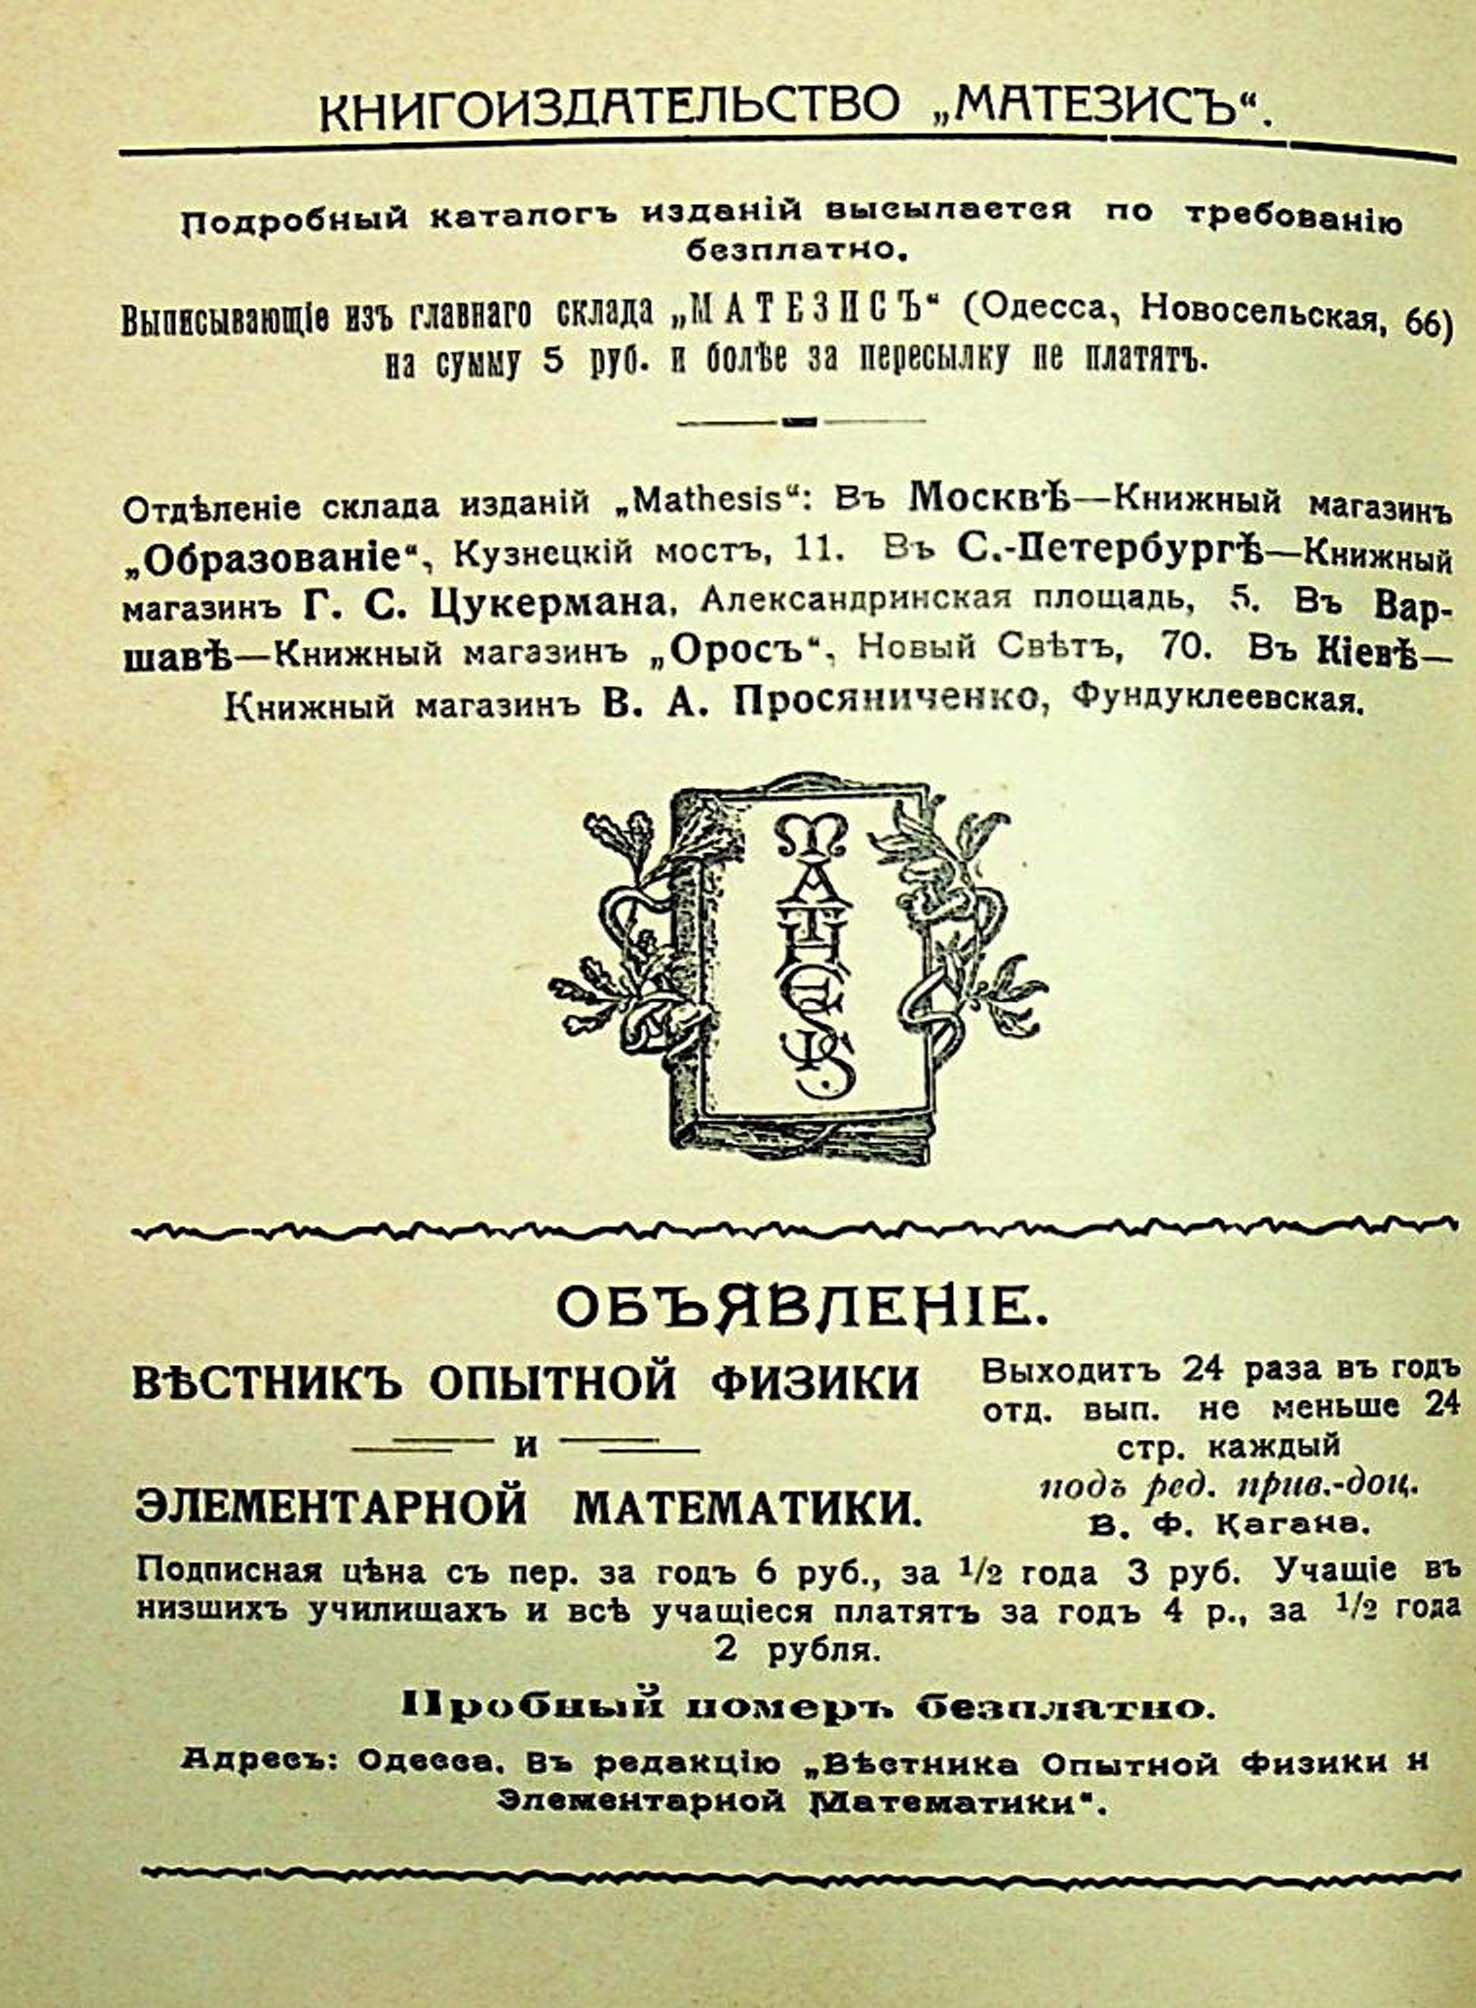 КНИГОИЗДАТЕЛЬСТВО „МАТЕЗИСЪ“.
Подробный каталогъ изданій высылается по требованію
безплатно.
Выписывающіе изъ главнаго склада „МАТЕЗИСЪ“ (Одесса, Новосельская, 66)
на сумму 5 руб. и болѣе за пересылку не платятъ.
Отдѣленіе склада изданій „Mathesis“: Въ Москвѣ—Книжный магазинъ
„Образованіе“, Кузнецкій мостъ, 11. Въ С.-Петербургѣ—Книжный
магазинъ Г. С. Цукермана, Александринская площадь, 5. Въ Вар-
шавѣ—Книжный магазинъ „Оросъ“, Новый Свѣтъ, 70. Въ Кіевѣ—
Книжный магазинъ В. А. Просяниченко, Фундуклеевская.
MATHESIS
ОБЪЯВЛЕНІЕ.
ВѢСТНИКЪ ОПЫТНОЙ ФИЗИКИ
и
ЭЛЕМЕНТАРНОЙ МАТЕМАТИКИ.
Выходитъ 24 раза въ годъ
отд. вып. не меньше 24
стр. каждый
подъ ред. прив.-доц.
В. Ф. Кагана.
Подписная цѣна съ пер. за годъ 6 руб., за 1/2 года 3 руб. Учащіе въ
низшихъ училищахъ и всѣ учащіеся платятъ за годъ 4 р., за 1/2 года
2 рубля.
Пробный номеръ безплатно.
Адресъ: Одесса. Въ редакцію „Вѣстника Опытной Физики и
Элементарной Математики“.